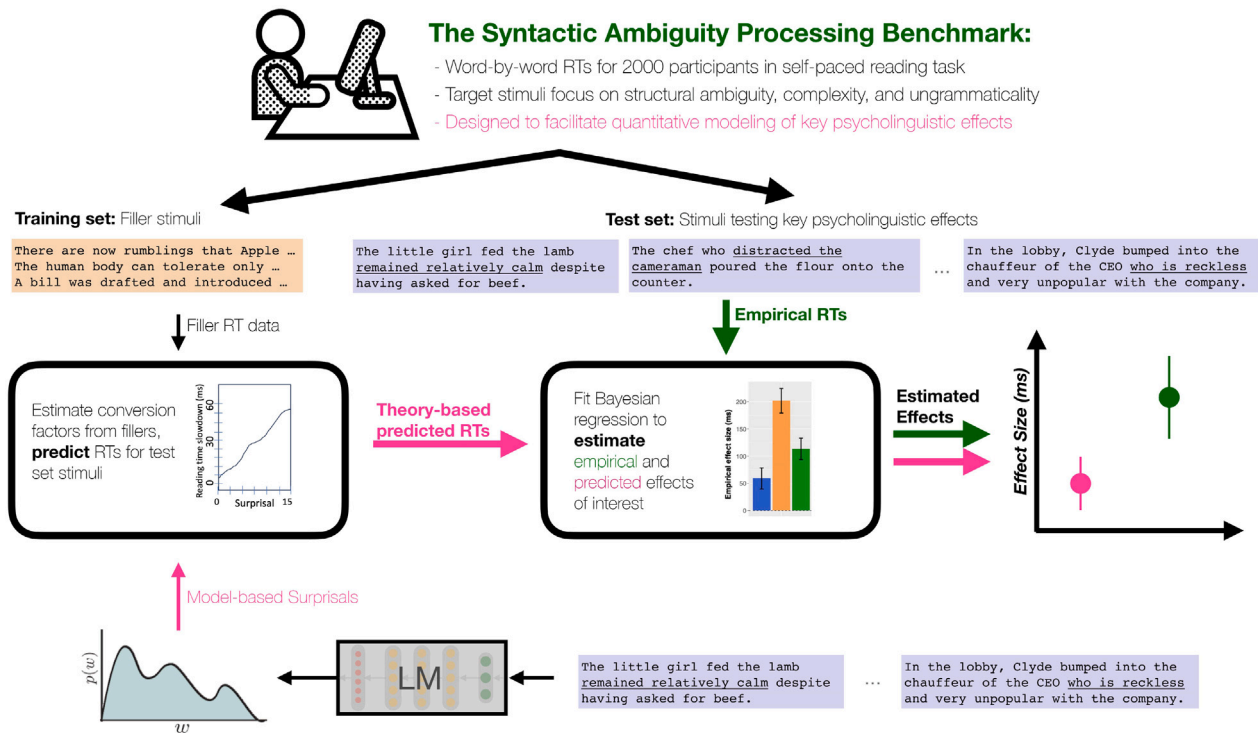 The Syntactic Ambiguity Processing Benchmark:
- Word-by-word RTs for 2000 participants in self-paced reading task
- Target stimuli focus on structural ambiguity, complexity, and ungrammaticality
- Designed to facilitate quantitative modeling of key psycholinguistic effects
Training set: Filler stimuli
There are now rumblings that Apple …
The human body can tolerate only …
A bill was drafted and introduced …
Test set: Stimuli testing key psycholinguistic effects
The little girl fed the lamb
remained relatively calm despite
having asked for beef.
The chef who distracted the
cameraman poured the flour onto the
counter.
...
In the lobby, Clyde bumped into the
chauffeur of the CEO who is reckless
and very unpopular with the company.
Filler RT data
Empirical RTs
Estimate conversion
factors from fillers,
predict RTs for test
set stimuli
Reading time slowdown (ms)
60
30
0
0 15
Surprisal
Theory-based
predicted RTs
Fit Bayesian
regression to
estimate
empirical and
predicted effects
of interest
Empirical effect size (ms)
200
150
100
50
0
Estimated
Effects
Effect Size (ms)
Model-based Surprisals
p(w)
w
LM
The little girl fed the lamb
remained relatively calm despite
having asked for beef.
...
In the lobby, Clyde bumped into the
chauffeur of the CEO who is reckless
and very unpopular with the company.